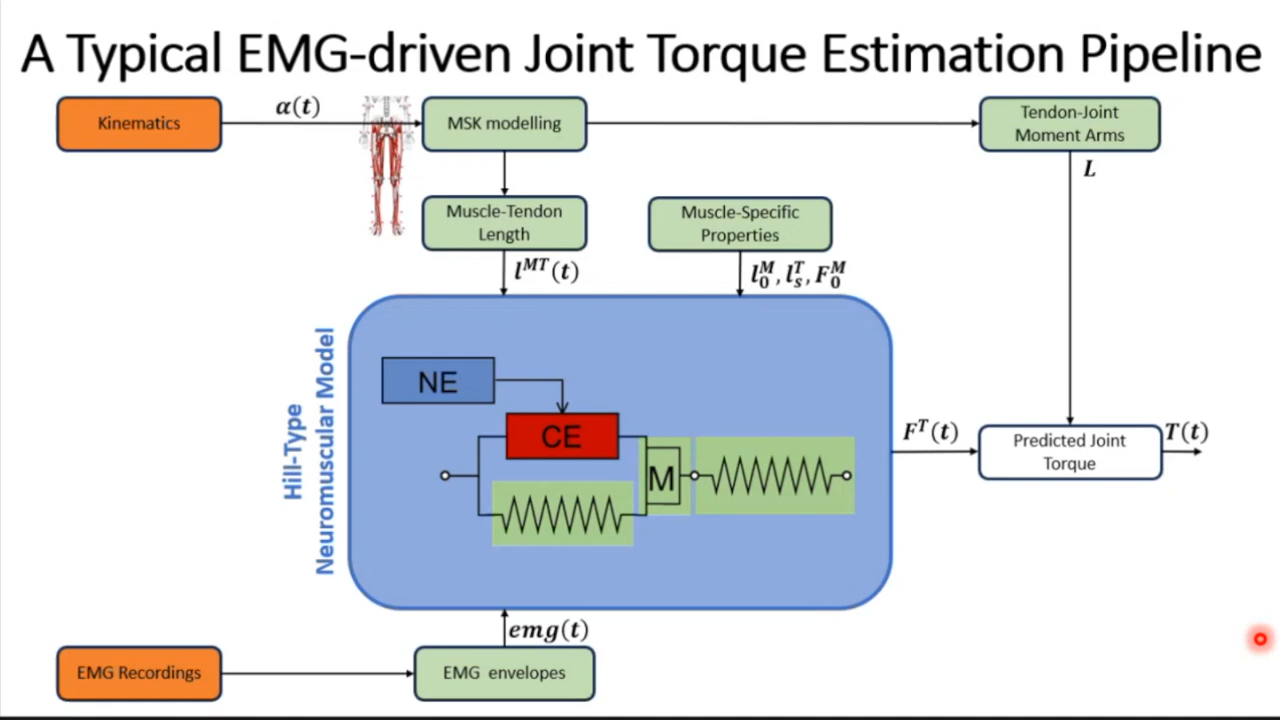 A Typical EMG-driven Joint Torque Estimation Pipeline
Kinematics
α(t)
MSK modelling
Tendon-Joint
Moment Arms
L
Muscle-Tendon
Length
Muscle-Specific
Properties
l^{MT}(t)
l_0^M, l_s^T, F_0^M
Hill-Type
Neuromuscular Model
NE
CE
M
F^T(t)
Predicted Joint
Torque
T(t)
emg(t)
EMG Recordings
EMG envelopes